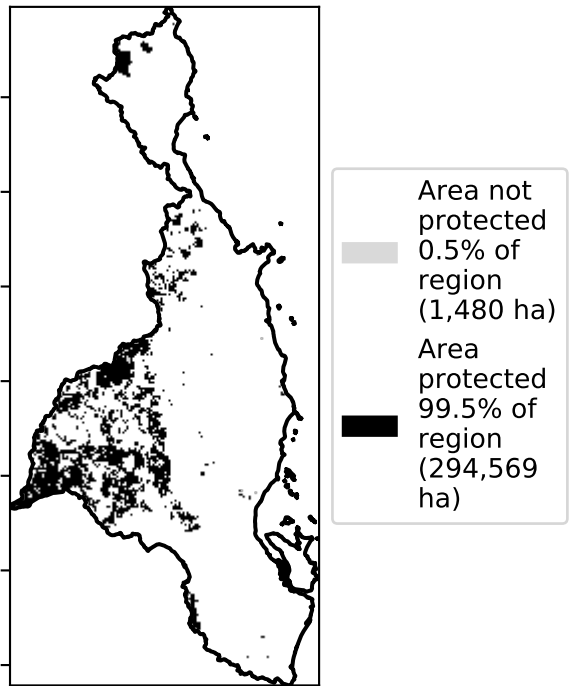 Area not
protected
0.5% of
region
(1,480 ha)
Area
protected
99.5% of
region
(294,569
ha)